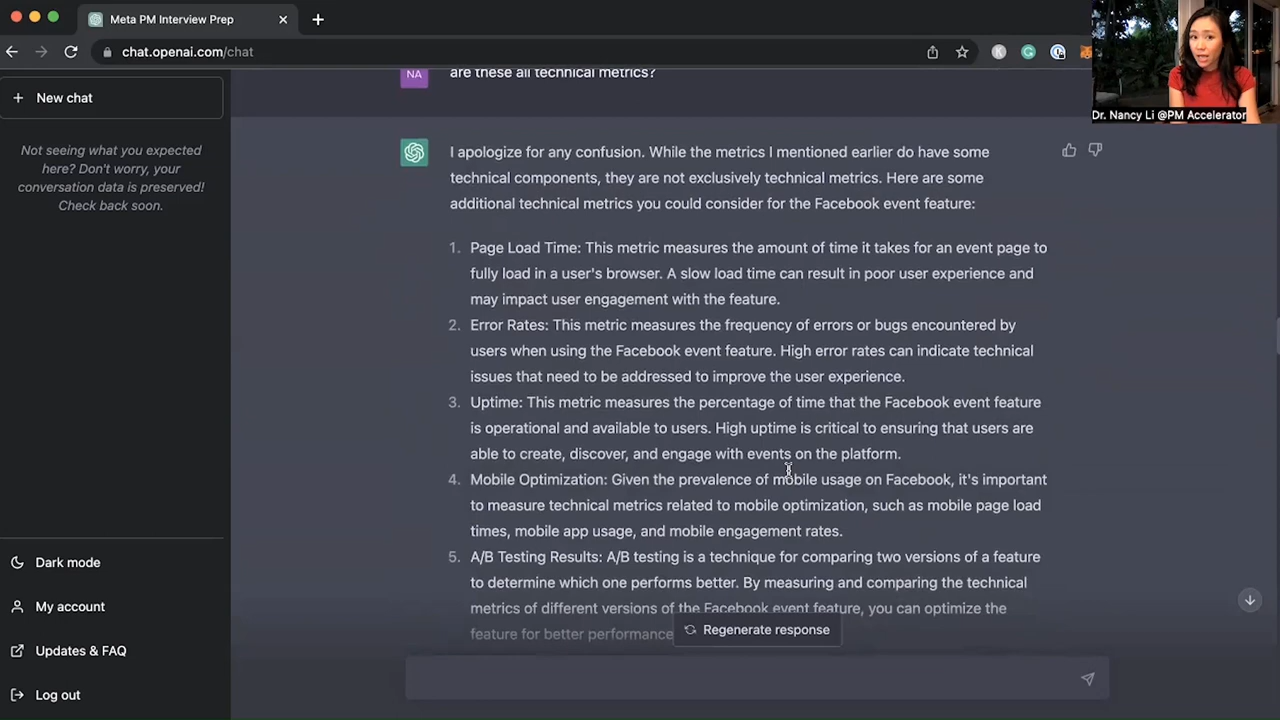 Meta PM Interview Prep
chat.openai.com/chat
Dr. Nancy Li @PM Accelerator
New chat
Not seeing what you expected
here? Don't worry, your
conversation data is preserved!
Check back soon.
Dark mode
My account
Updates & FAQ
Log out
NA
are these all technical metrics?
I apologize for any confusion. While the metrics I mentioned earlier do have some
technical components, they are not exclusively technical metrics. Here are some
additional technical metrics you could consider for the Facebook event feature:
1. Page Load Time: This metric measures the amount of time it takes for an event page to
fully load in a user's browser. A slow load time can result in poor user experience and
may impact user engagement with the feature.
2. Error Rates: This metric measures the frequency of errors or bugs encountered by
users when using the Facebook event feature. High error rates can indicate technical
issues that need to be addressed to improve the user experience.
3. Uptime: This metric measures the percentage of time that the Facebook event feature
is operational and available to users. High uptime is critical to ensuring that users are
able to create, discover, and engage with events on the platform.
4. Mobile Optimization: Given the prevalence of mobile usage on Facebook, it's important
to measure technical metrics related to mobile optimization, such as mobile page load
times, mobile app usage, and mobile engagement rates.
5. A/B Testing Results: A/B testing is a technique for comparing two versions of a feature
to determine which one performs better. By measuring and comparing the technical
metrics of different versions of the Facebook event feature, you can optimize the
feature for better performance
Regenerate response